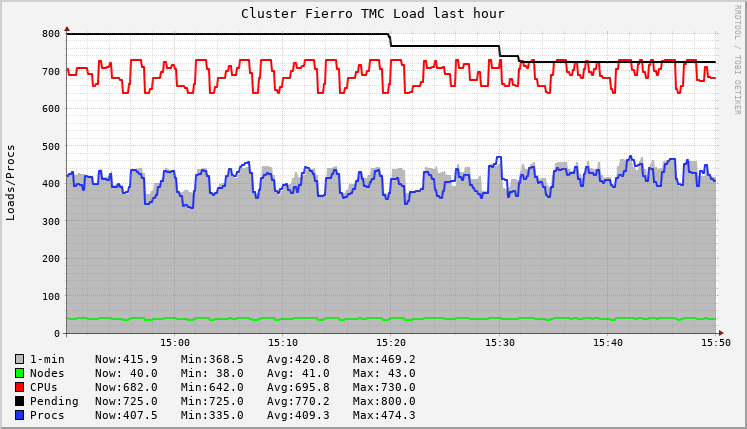 Cluster Fierro TMC Load last hour
RRDTOOL / TOBI OETIKER
Loads/Procs
800
700
600
500
400
300
200
100
0
15:00 15:10 15:20 15:30 15:40 15:50
1-min Now:415.9 Min:368.5 Avg:420.8 Max:469.2
Nodes Now: 40.0 Min: 38.0 Avg: 41.0 Max: 43.0
CPUs Now:682.0 Min:642.0 Avg:695.8 Max:730.0
Pending Now:725.0 Min:725.0 Avg:770.2 Max:800.0
Procs Now:407.5 Min:335.0 Avg:409.3 Max:474.3